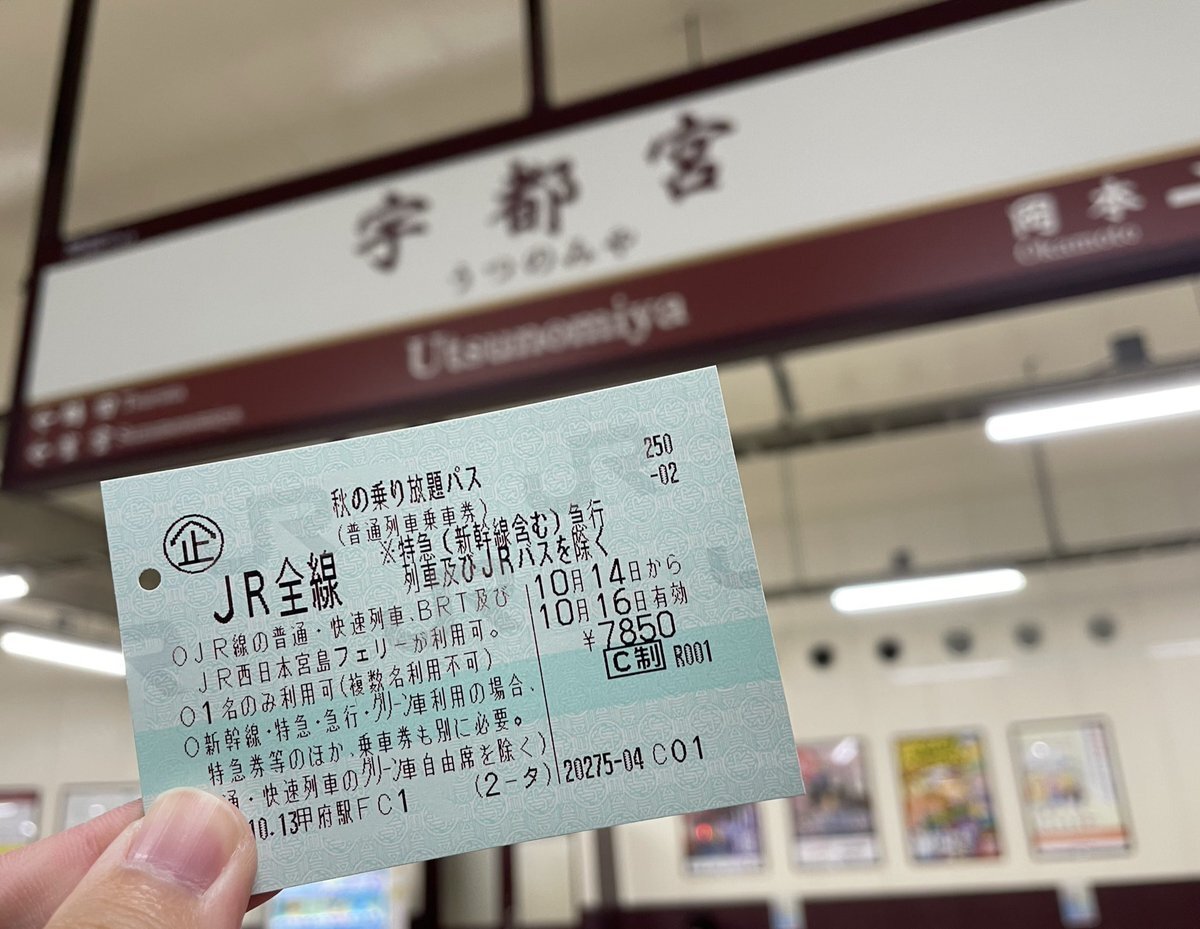 宇都宮
うつのみや
Utsunomiya
岡本
Okamoto
250
-02
秋の乗り放題パス
(普通列車乗車券)
※特急(新幹線含む)急行
列車及びJRパスを除く
企
JR全線
10月14日から
10月16日有効
¥7850
C制 R001
○JR線の普通・快速列車、BRT及び
JR西日本宮島フェリーが利用可。
○1名のみ利用可(複数名利用不可)
○新幹線・特急・急行・グリーン車利用の場合、
特急券等のほか、乗車券も別に必要。
通・快速列車のグリーン車自由席を除く)
10.13甲府駅FC1
(2-タ)
20275-04 C01